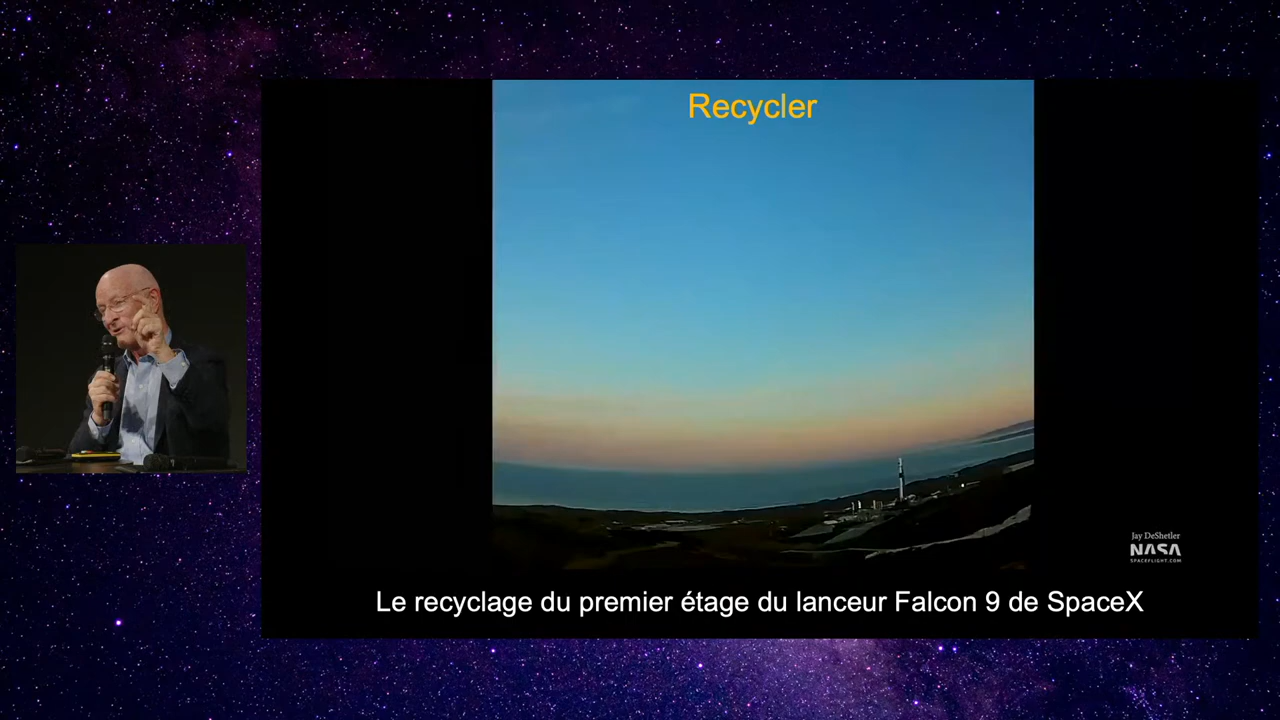 Recycler
Jay DeShetler
NASA
SPACEFLIGHT.COM
Le recyclage du premier étage du lanceur Falcon 9 de SpaceX